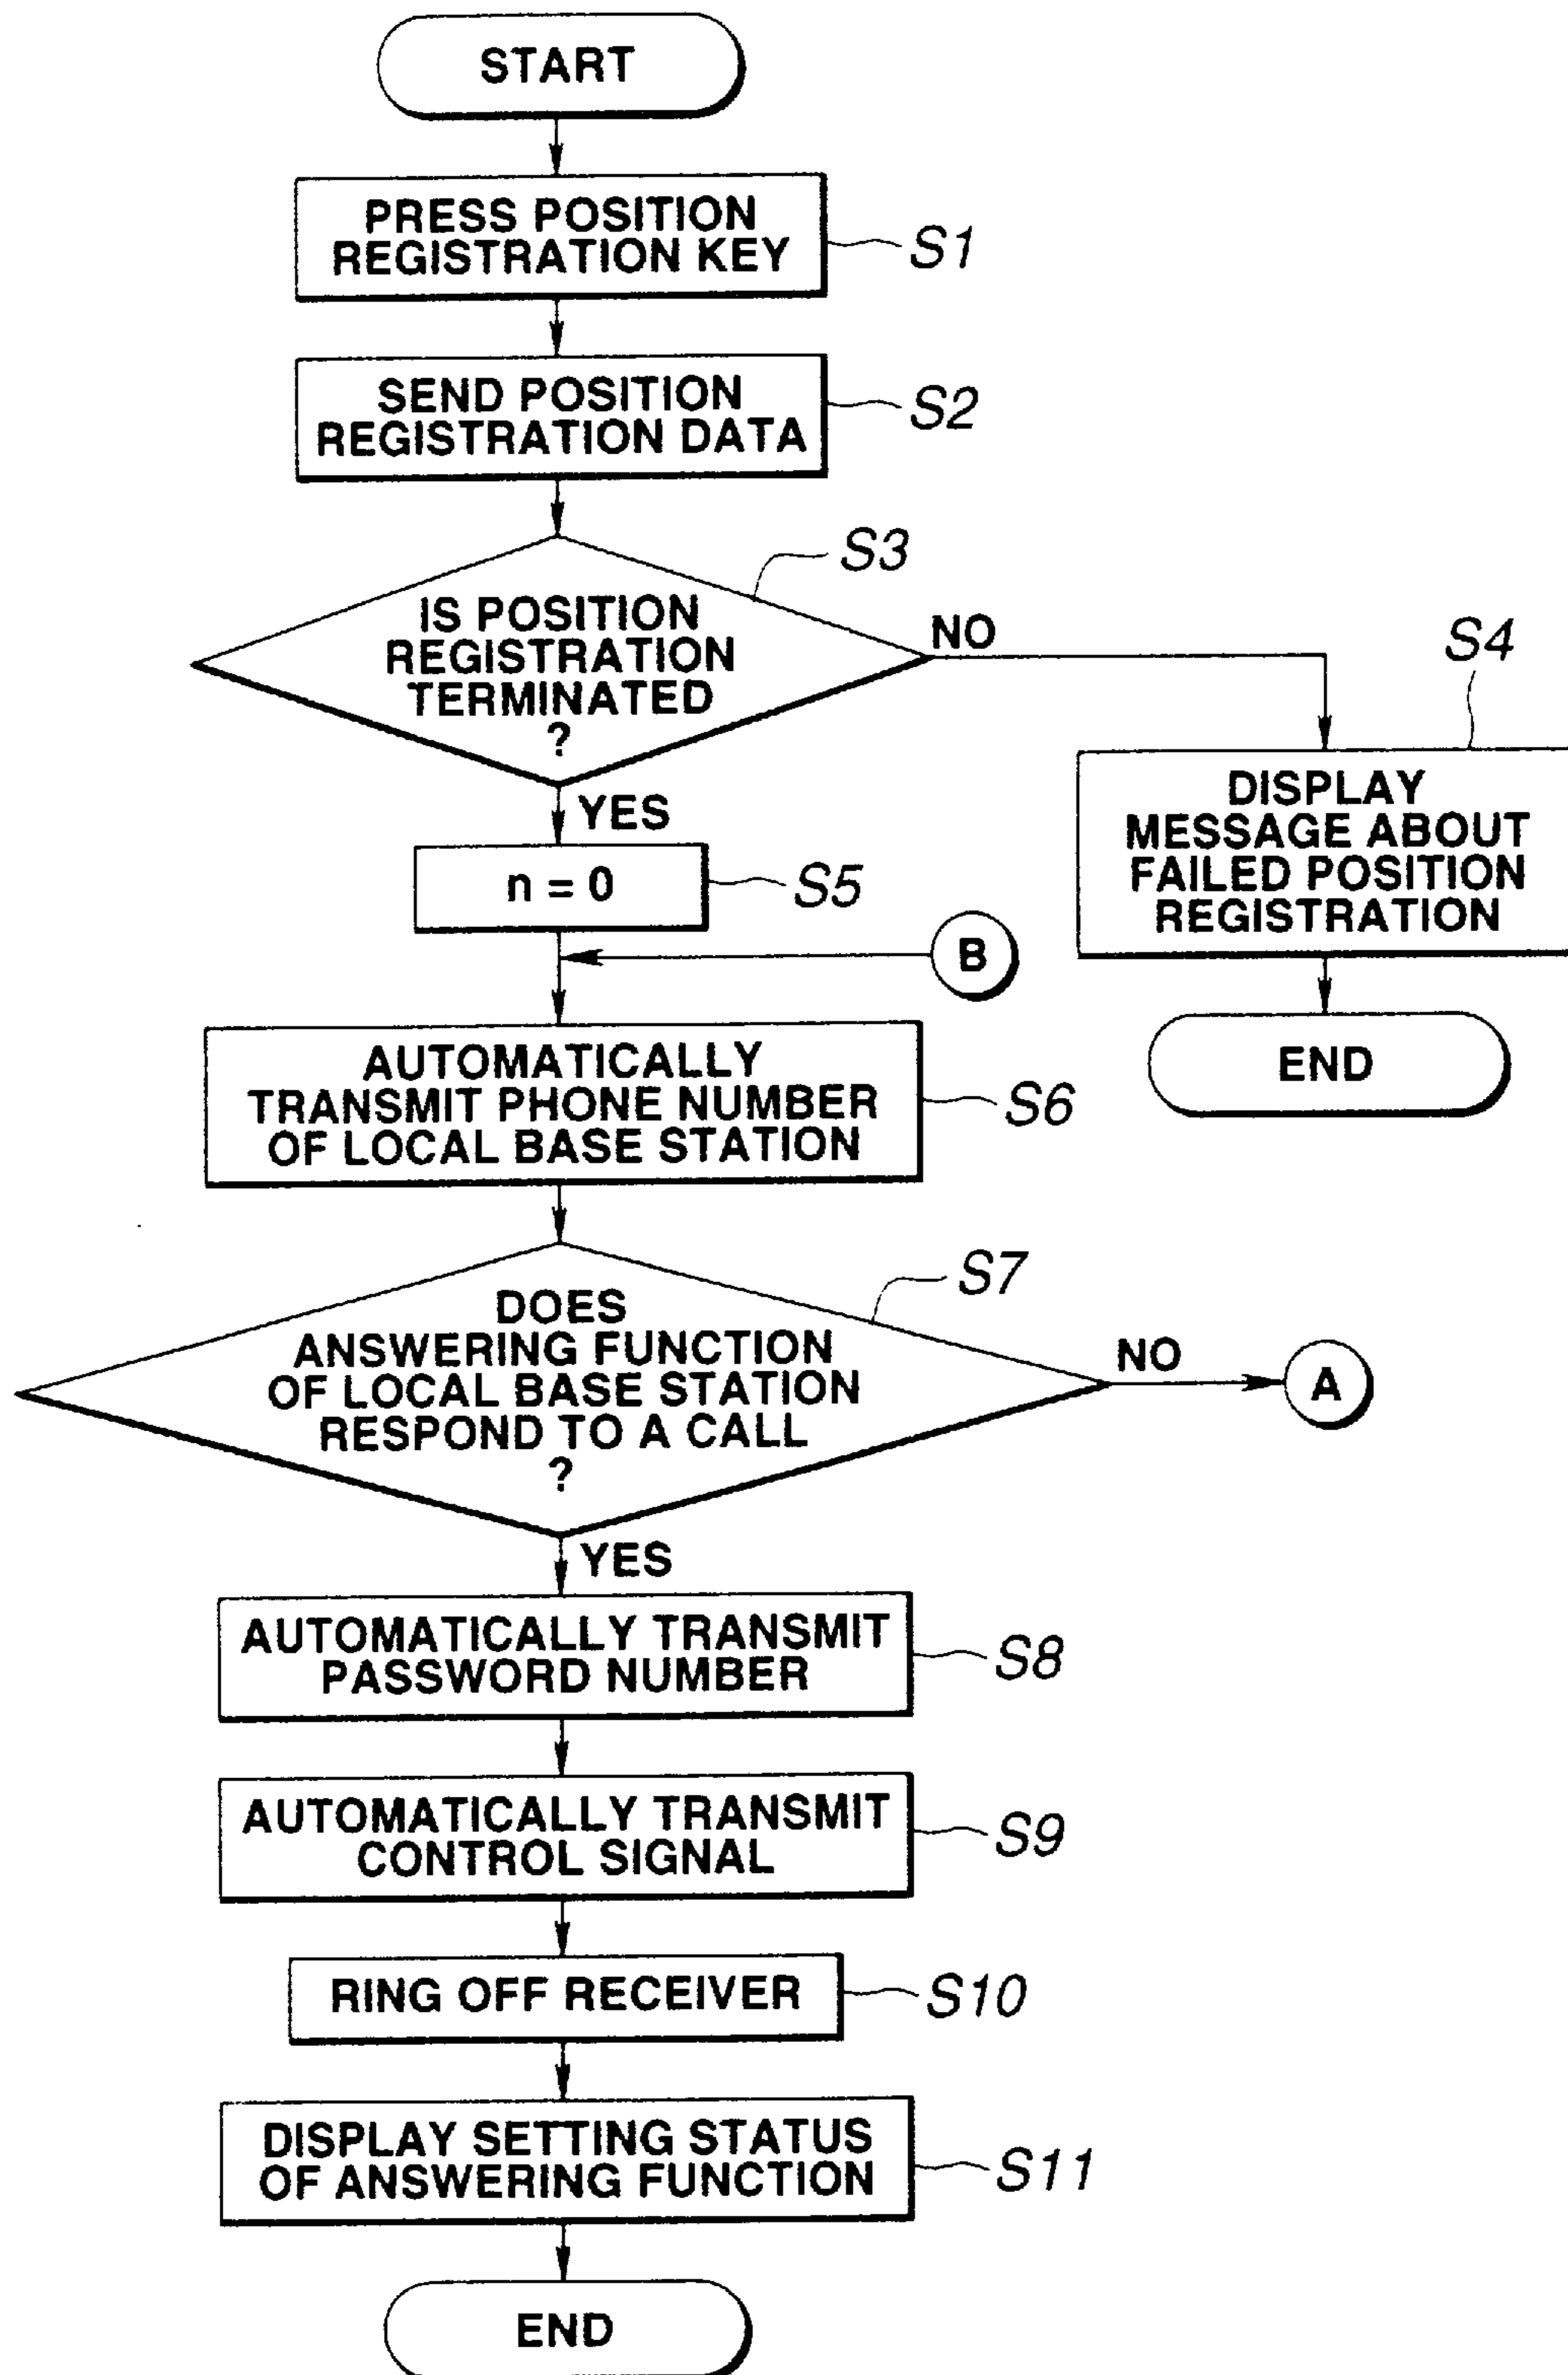 START
PRESS POSITION
REGISTRATION KEY
S1
SEND POSITION
REGISTRATION DATA
S2
S3
IS POSITION
REGISTRATION
TERMINATED
?
NO
S4
DISPLAY
MESSAGE ABOUT
FAILED POSITION
REGISTRATION
END
YES
n = 0
S5
B
AUTOMATICALLY
TRANSMIT PHONE NUMBER
OF LOCAL BASE STATION
S6
S7
DOES
ANSWERING FUNCTION
OF LOCAL BASE STATION
RESPOND TO A CALL
?
NO
A
YES
AUTOMATICALLY TRANSMIT
PASSWORD NUMBER
S8
AUTOMATICALLY TRANSMIT
CONTROL SIGNAL
S9
RING OFF RECEIVER
S10
DISPLAY SETTING STATUS
OF ANSWERING FUNCTION
S11
END